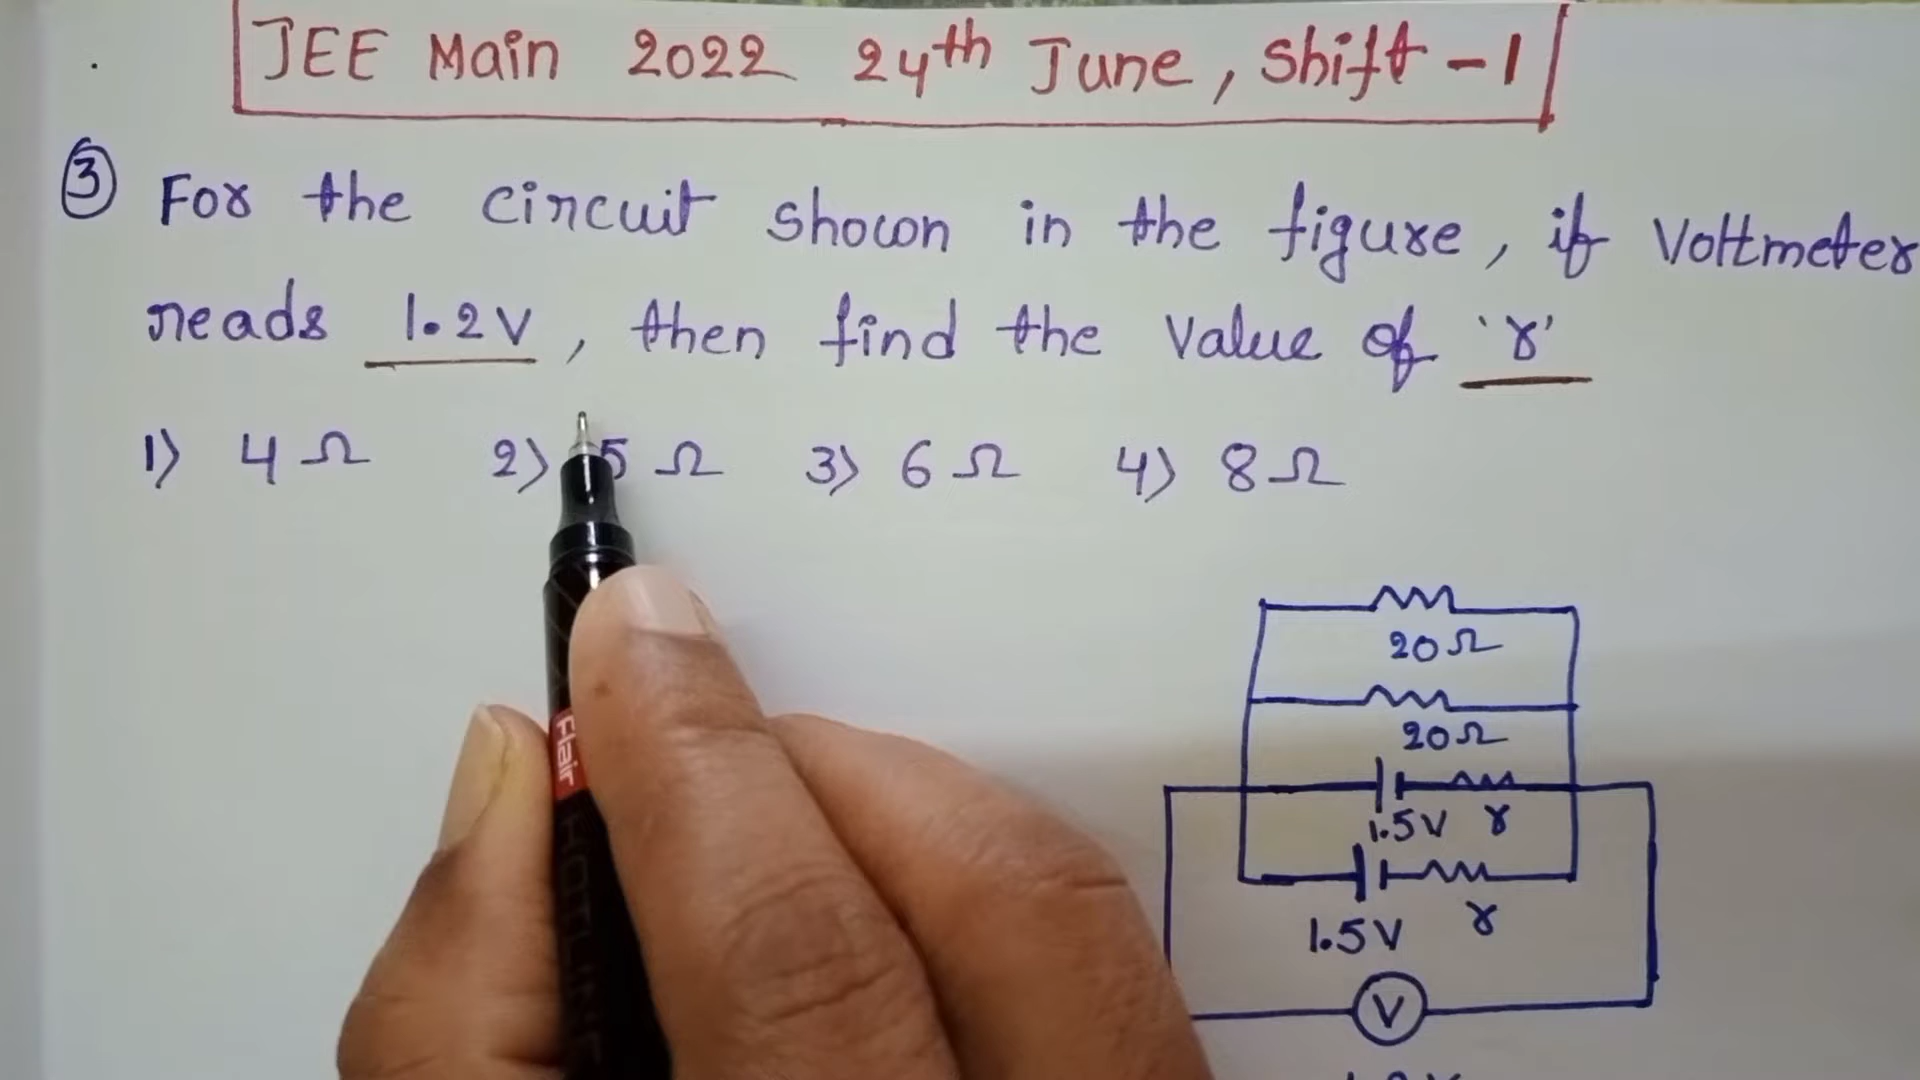 JEE Main 2022 24th June, Shift-1
③ For the circuit shown in the figure, if Voltmeter
reads 1.2V, then find the value of 'r'
1) 4Ω 2) 5Ω 3) 6Ω 4) 8Ω
20Ω
20Ω
1.5V r
1.5V r
V
Flair